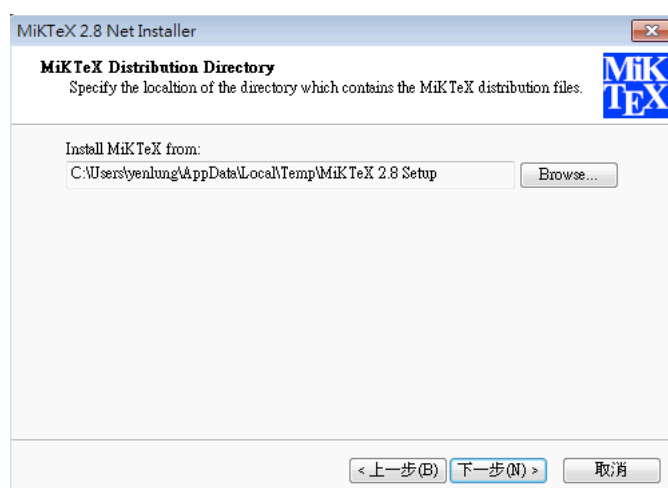 MiKTeX 2.8 Net Installer
MiKTeX Distribution Directory
Specify the localtion of the directory which contains the MiKTeX distribution files.
MiK
TEX
Install MiKTeX from:
C:\Users\yenlung\AppData\Local\Temp\MiKTeX 2.8 Setup
Browse...
<上一步(B) 下一步(N)> 取消